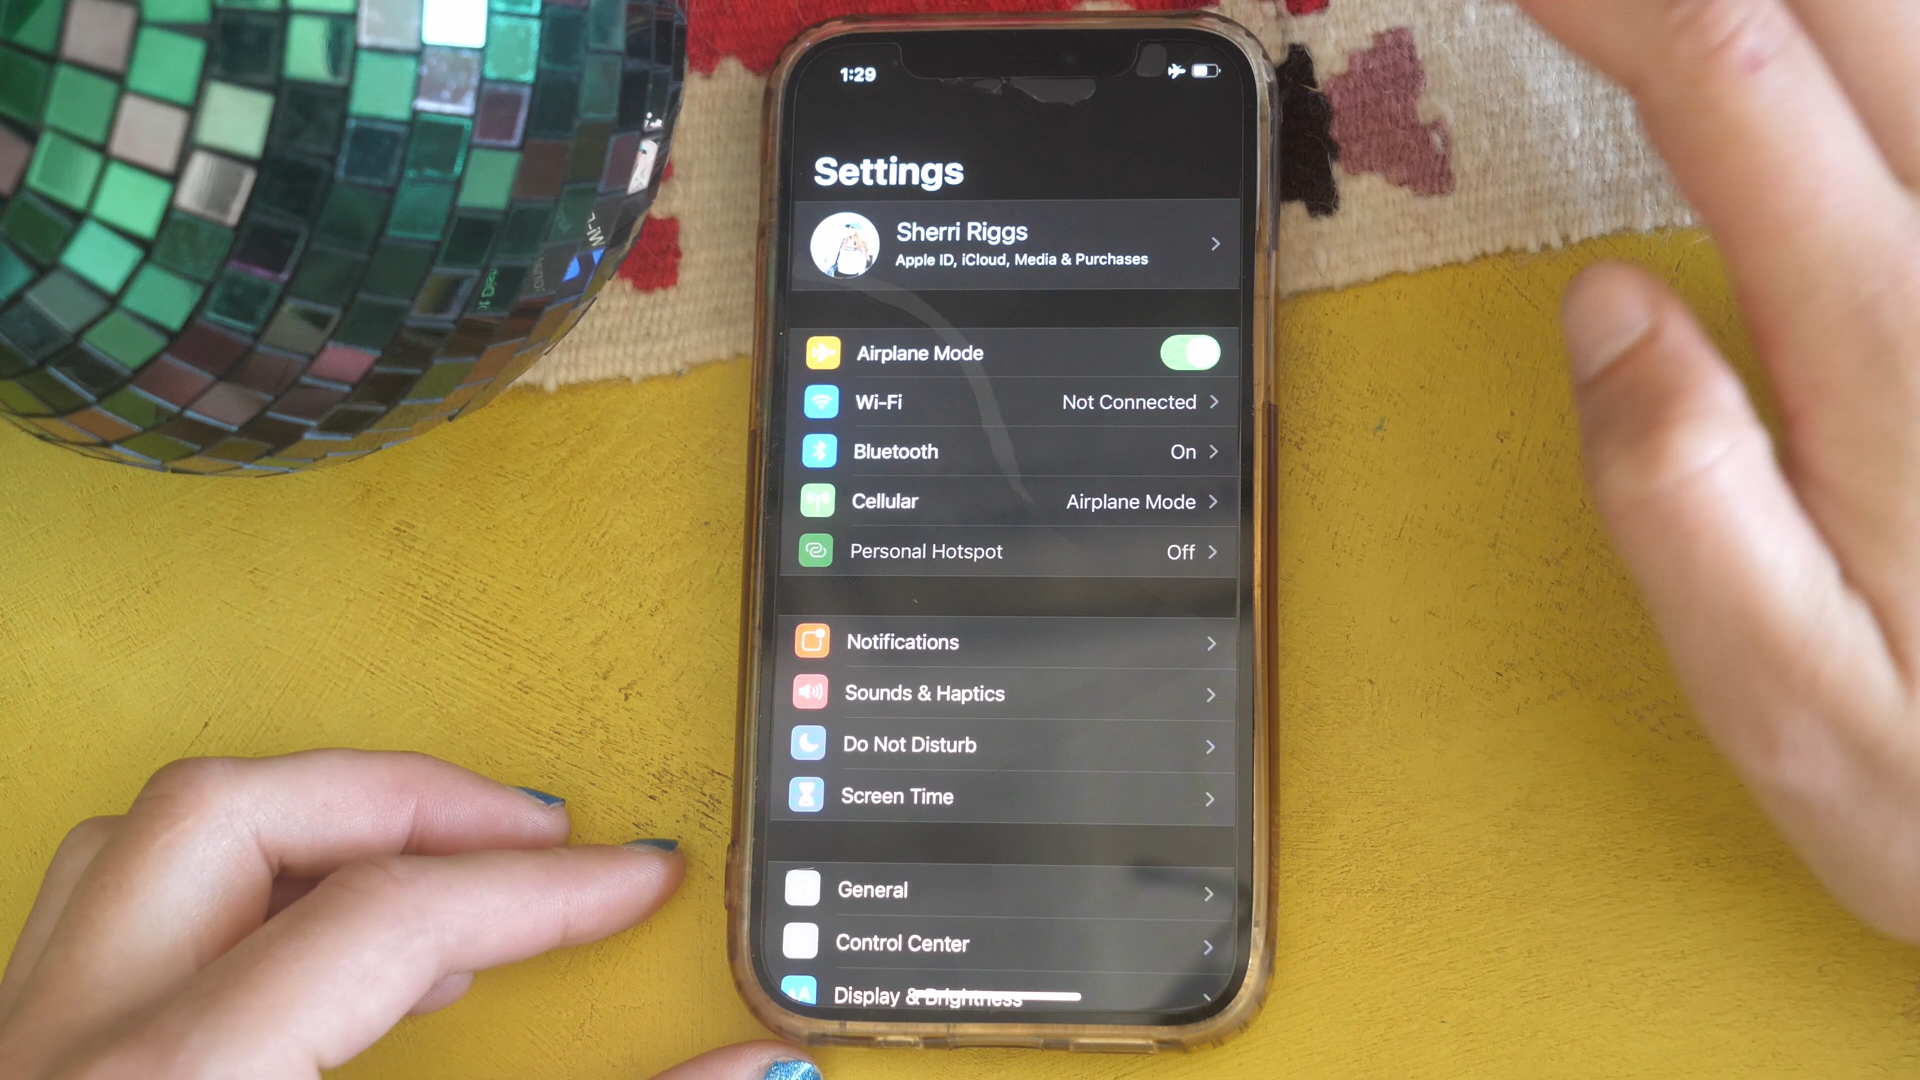 1:29
Settings
Sherri Riggs
Apple ID, iCloud, Media & Purchases
Airplane Mode
Wi-Fi Not Connected
Bluetooth On
Cellular Airplane Mode
Personal Hotspot Off
Notifications
Sounds & Haptics
Do Not Disturb
Screen Time
General
Control Center
Display & Brightness